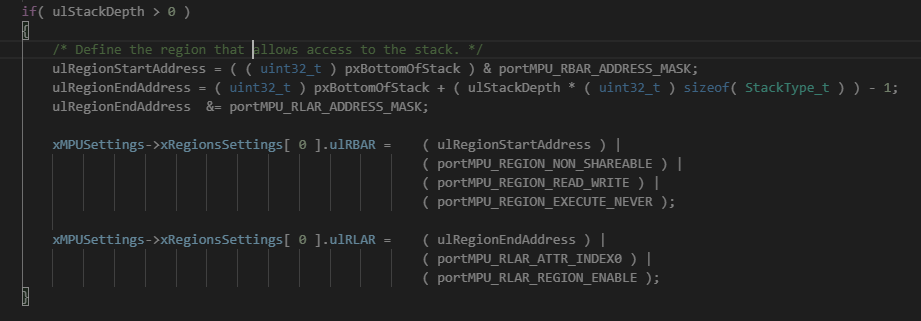 if( ulStackDepth > 0 )
{
/* Define the region that allows access to the stack. */
ulRegionStartAddress = ( ( uint32_t ) pxBottomOfStack ) & portMPU_RBAR_ADDRESS_MASK;
ulRegionEndAddress = ( uint32_t ) pxBottomOfStack + ( ulStackDepth * ( uint32_t ) sizeof( StackType_t ) ) - 1;
ulRegionEndAddress  &= portMPU_RLAR_ADDRESS_MASK;
xMPUSettings->xRegionsSettings[ 0 ].ulRBAR =    ( ulRegionStartAddress ) |
( portMPU_REGION_NON_SHAREABLE ) |
( portMPU_REGION_READ_WRITE ) |
( portMPU_REGION_EXECUTE_NEVER );
xMPUSettings->xRegionsSettings[ 0 ].ulRLAR =    ( ulRegionEndAddress ) |
( portMPU_RLAR_ATTR_INDEX0 ) |
( portMPU_RLAR_REGION_ENABLE );
}